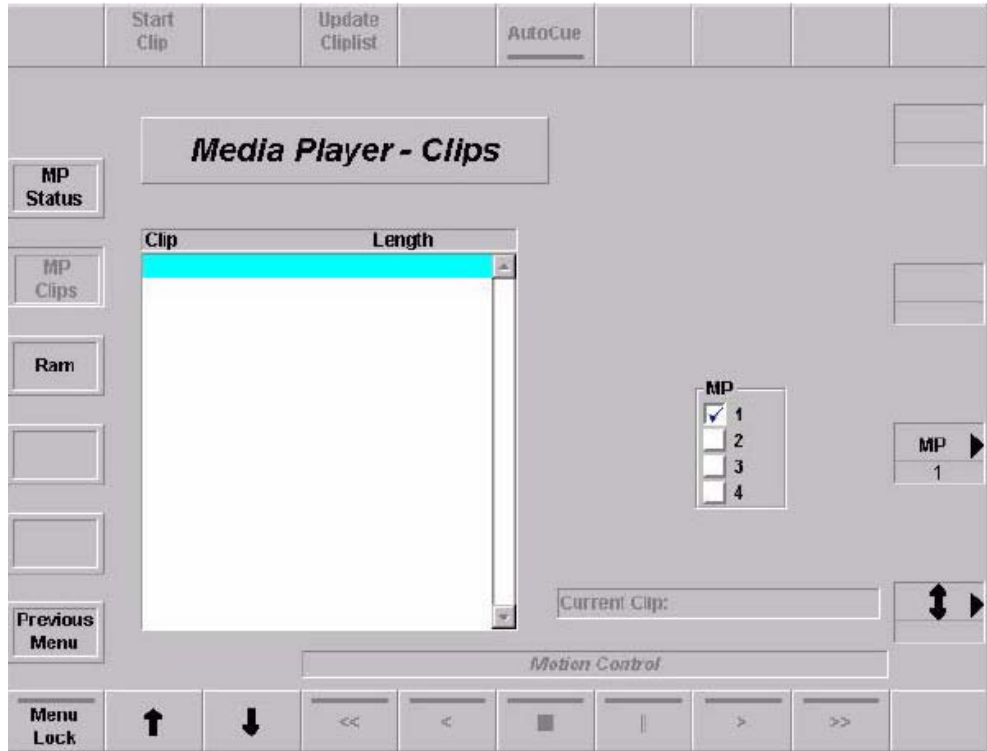 Start
Clip
Update
Cliplist
AutoCue
Media Player - Clips
MP
Status
Clip Length
MP
Clips
Ram
MP
1
2
3
4
MP
1
Current Clip:
Previous
Menu
Motion Control
Menu
Lock
<<
<
||
>
>>